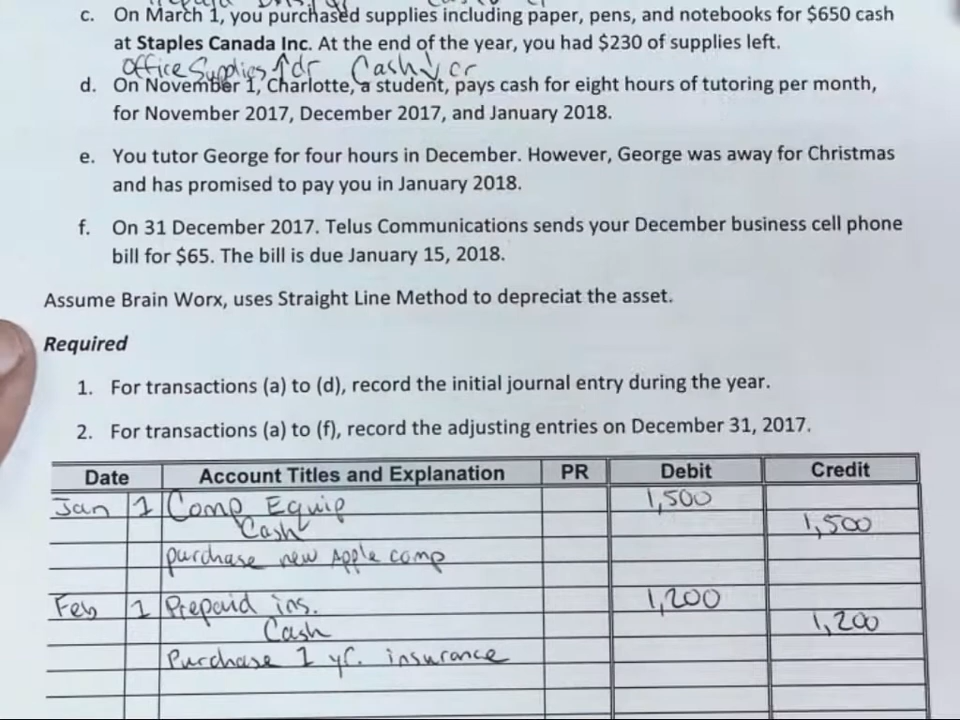 c. On March 1, you purchased supplies including paper, pens, and notebooks for $650 cash
at Staples Canada Inc. At the end of the year, you had $230 of supplies left.
Office Supplies ↑ dr Cash ↓ cr
d. On November 1, Charlotte, a student, pays cash for eight hours of tutoring per month,
for November 2017, December 2017, and January 2018.
e. You tutor George for four hours in December. However, George was away for Christmas
and has promised to pay you in January 2018.
f. On 31 December 2017. Telus Communications sends your December business cell phone
bill for $65. The bill is due January 15, 2018.
Assume Brain Worx, uses Straight Line Method to depreciat the asset.
Required
1. For transactions (a) to (d), record the initial journal entry during the year.
2. For transactions (a) to (f), record the adjusting entries on December 31, 2017.
Date Account Titles and Explanation PR Debit Credit
Jan 1 Comp Equip 1,500
Cash 1,500
purchase new Apple comp
Feb 1 Prepaid ins. 1,200
Cash 1,200
Purchase 1 yr. insurance